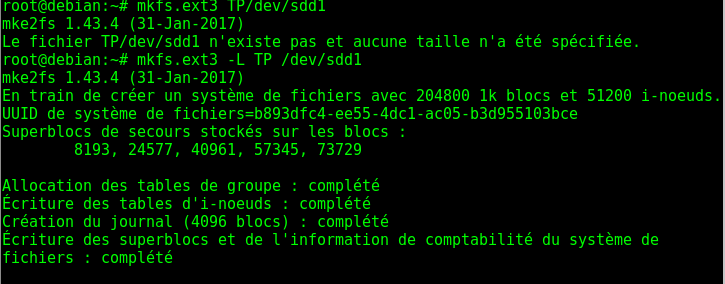 root@debian:~# mkfs.ext3 TP/dev/sdd1
mke2fs 1.43.4 (31-Jan-2017)
Le fichier TP/dev/sdd1 n'existe pas et aucune taille n'a été spécifiée.
root@debian:~# mkfs.ext3 -L TP /dev/sdd1
mke2fs 1.43.4 (31-Jan-2017)
En train de créer un système de fichiers avec 204800 1k blocs et 51200 i-noeuds.
UUID de système de fichiers=b893dfc4-ee55-4dc1-ac05-b3d955103bce
Superblocs de secours stockés sur les blocs :
        8193, 24577, 40961, 57345, 73729
Allocation des tables de groupe : complété
Écriture des tables d'i-noeuds : complété
Création du journal (4096 blocs) : complété
Écriture des superblocs et de l'information de comptabilité du système de
fichiers : complété